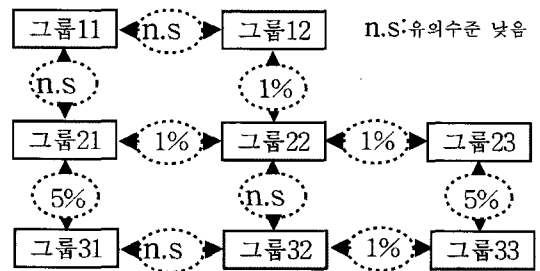 그룹11 n.s 그룹12 n.s:유의수준 낮음
n.s 1%
그룹21 1% 그룹22 1% 그룹23
5% n.s 5%
그룹31 n.s 그룹32 1% 그룹33